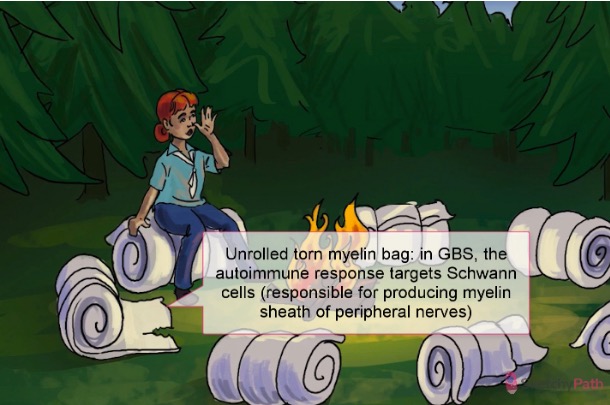 Unrolled torn myelin bag: in GBS, the
autoimmune response targets Schwann
cells (responsible for producing myelin
sheath of peripheral nerves)
Path